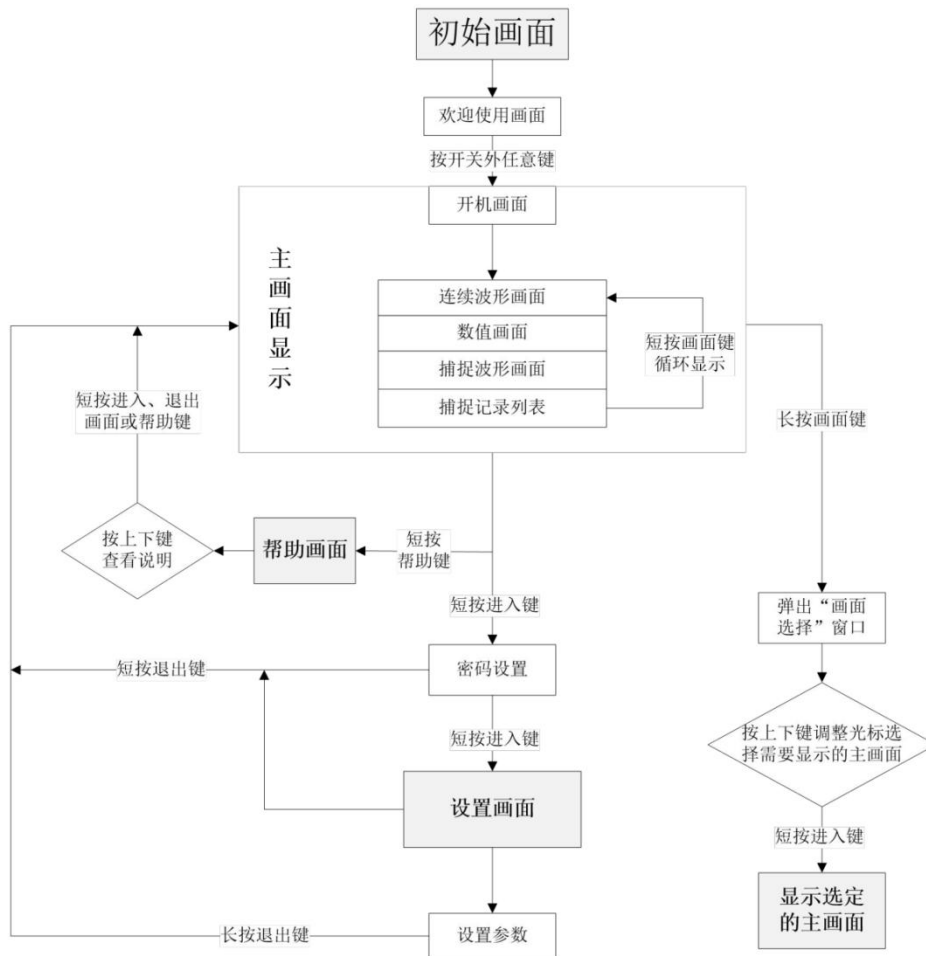 初始画面
欢迎使用画面
按开关外任意键
开机画面
主
画
面
显
示
连续波形画面
数值画面
捕捉波形画面
捕捉记录列表
短按画面键
循环显示
短按进入、退出
画面或帮助键
长按画面键
按上下键
查看说明
帮助画面
短按
帮助键
短按进入键
弹出“画面
选择”窗口
短按退出键
密码设置
按上下键调整光标选
择需要显示的主画面
短按进入键
设置画面
短按进入键
显示选定
的主画面
长按退出键
设置参数